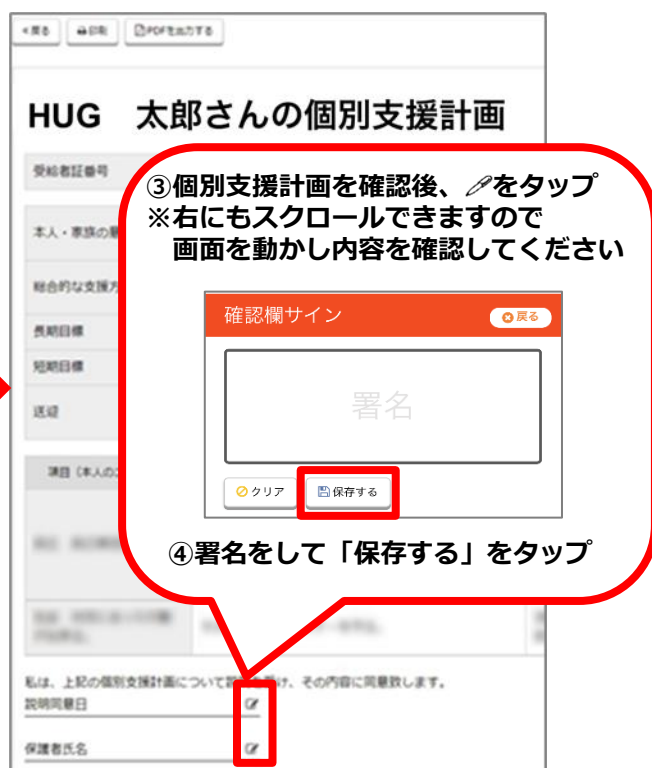 <戻る 印刷 PDFを出力する
HUG 太郎さんの個別支援計画
受給者証番号
本人・家族の
総合的な支援方
長期目標
短期目標
送迎
項目（本人の
③個別支援計画を確認後、をタップ
※右にもスクロールできますので
画面を動かし内容を確認してください
確認欄サイン 戻る
署名
クリア 保存する
④署名をして「保存する」をタップ
私は、上記の個別支援計画について け、その内容に同意致します。
説明同意日
保護者氏名